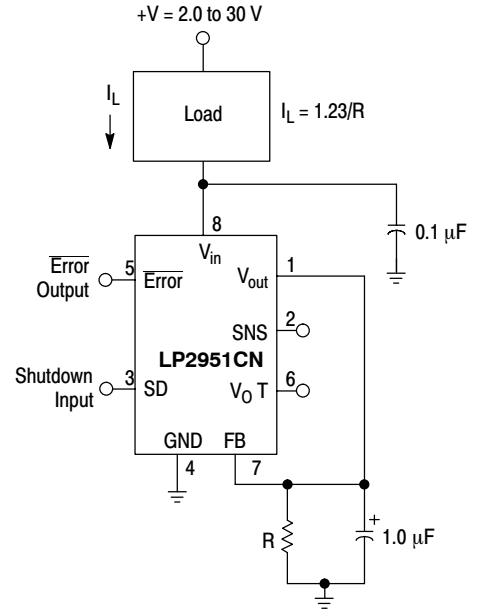 +V = 2.0 to 30 V
I_L
Load
I_L = 1.23/R
8
0.1 μF
V_in
Error
Output
5
Error
V_out
1
SNS
2
LP2951CN
Shutdown
Input
3
SD
V_O T
6
GND
FB
4
7
R
+
1.0 μF